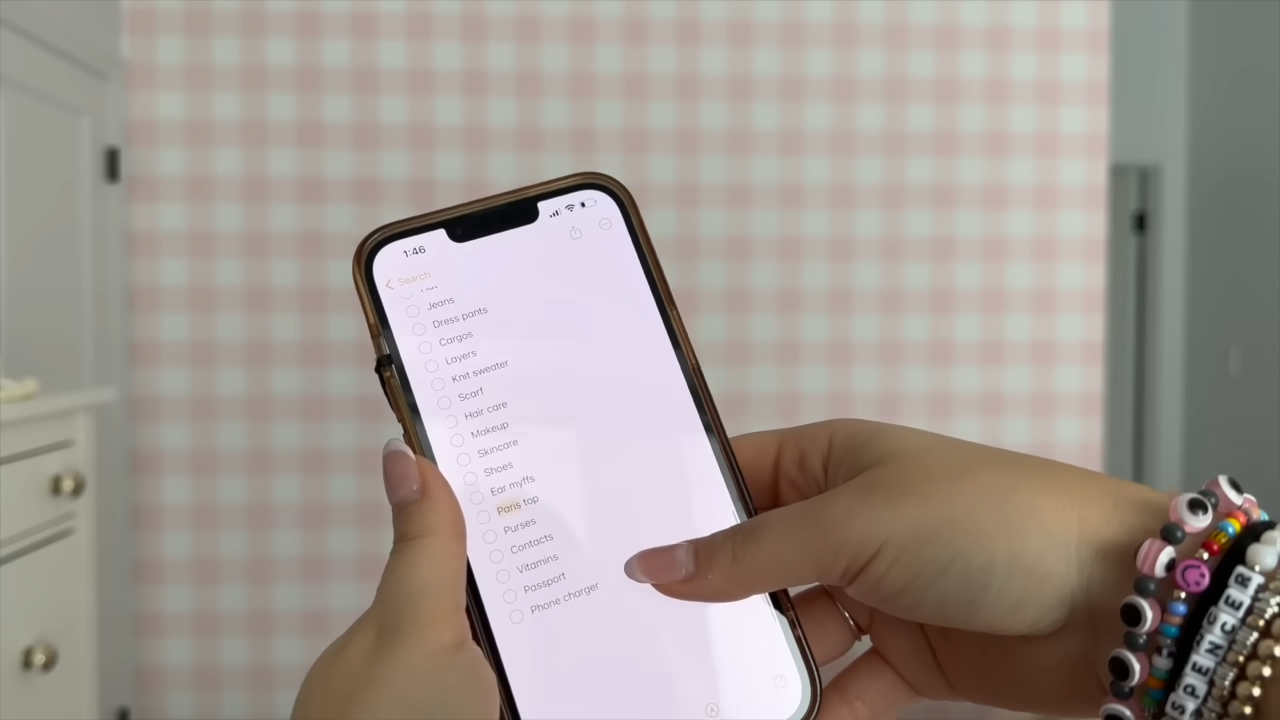 1:46
Search
Jeans
Dress pants
Cargos
Layers
Knit sweater
Scarf
Hair care
Makeup
Skincare
Shoes
Ear myffs
Paris top
Purses
Contacts
Vitamins
Passport
Phone charger
SPENCER